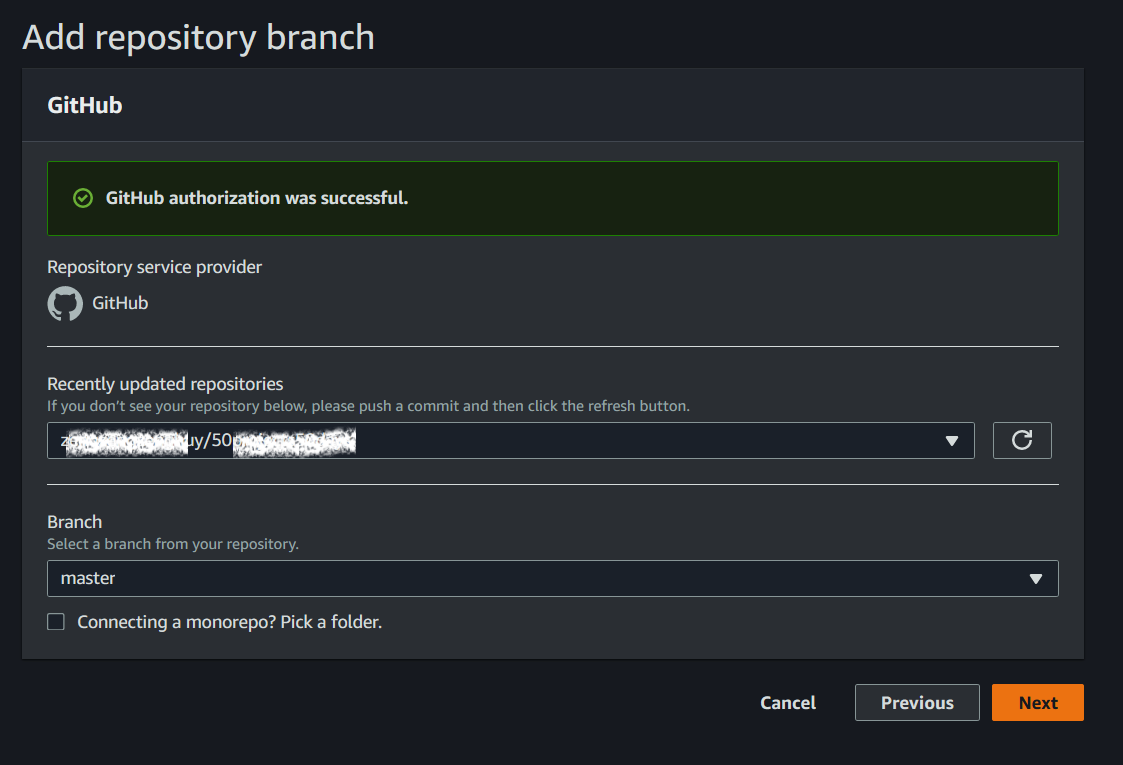 Add repository branch
GitHub
GitHub authorization was successful.
Repository service provider
GitHub
Recently updated repositories
If you don't see your repository below, please push a commit and then click the refresh button.
uy/50
Branch
Select a branch from your repository.
master
Connecting a monorepo? Pick a folder.
Cancel
Previous
Next